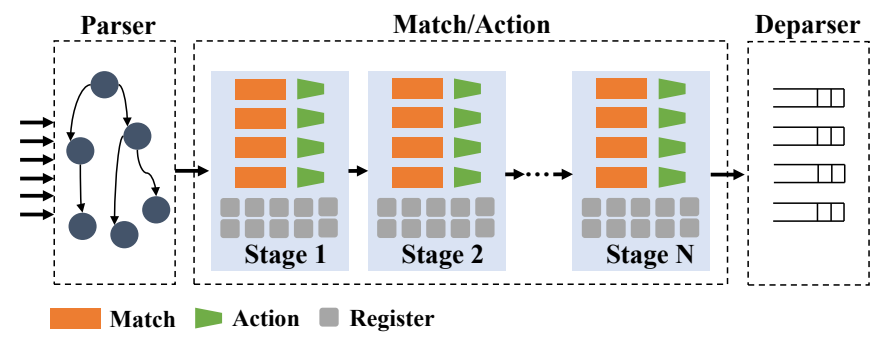 Parser
Match/Action
Deparser
Stage 1
Stage 2
Stage N
Match
Action
Register